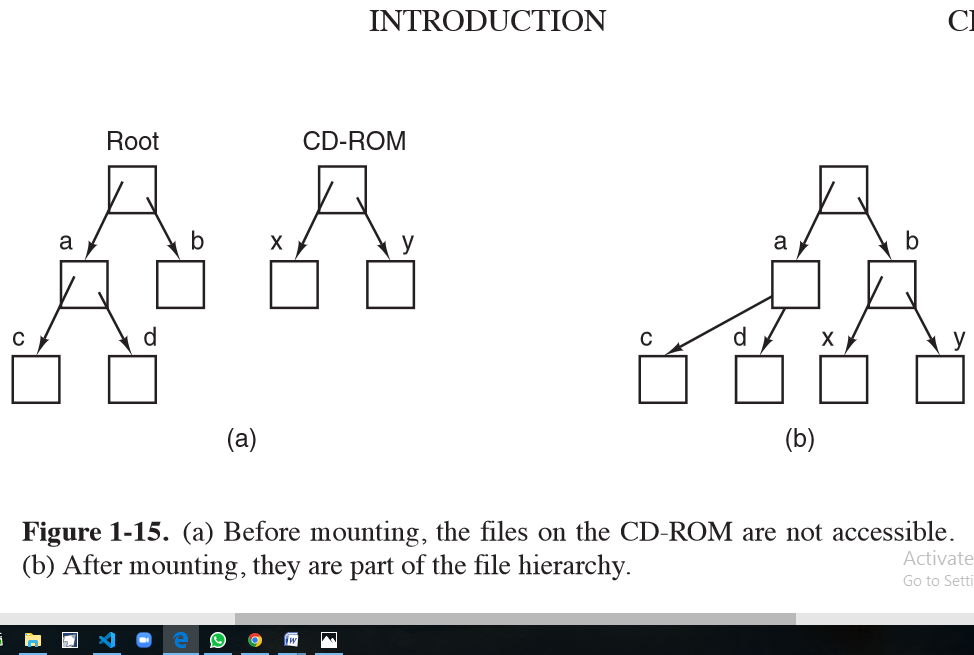 INTRODUCTION
Root
CD-ROM
a
b
x
y
a
b
c
d
c
d
x
y
(a)
(b)
Figure 1-15. (a) Before mounting, the files on the CD-ROM are not accessible.
(b) After mounting, they are part of the file hierarchy.
Activate
Go to Setti